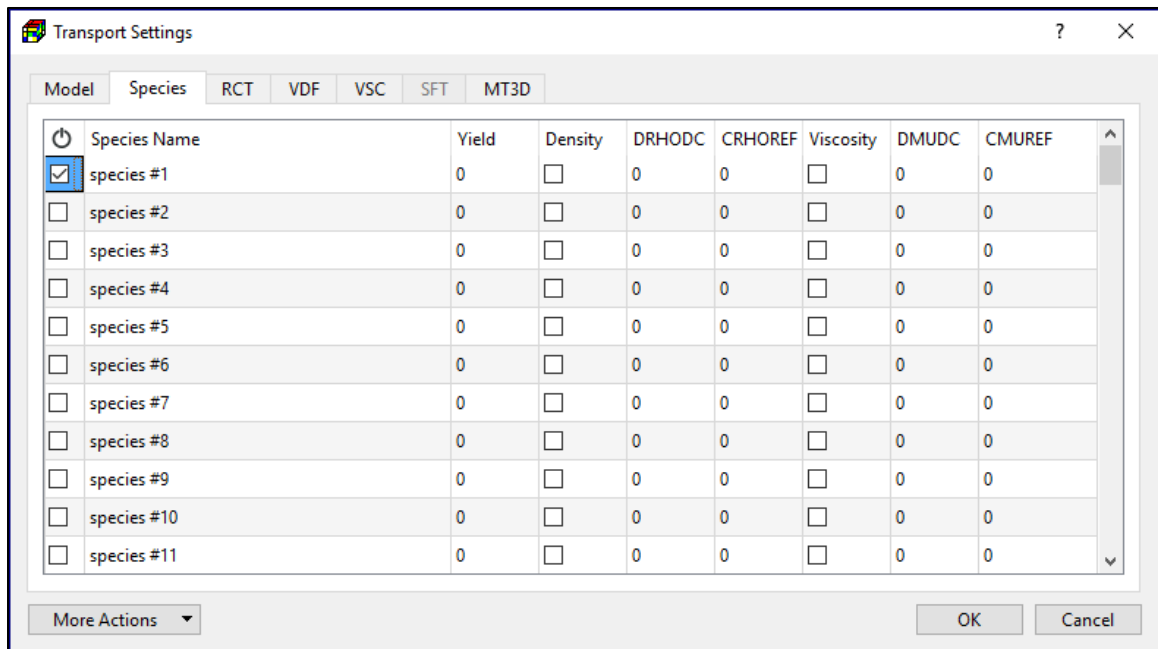 Transport Settings ?
Model Species RCT VDF VSC SFT MT3D
Species Name Yield Density DRHODC CRHOREF Viscosity DMUDC CMUREF
species #1 0 0 0 0 0
species #2 0 0 0 0 0
species #3 0 0 0 0 0
species #4 0 0 0 0 0
species #5 0 0 0 0 0
species #6 0 0 0 0 0
species #7 0 0 0 0 0
species #8 0 0 0 0 0
species #9 0 0 0 0 0
species #10 0 0 0 0 0
species #11 0 0 0 0 0
More Actions OK Cancel